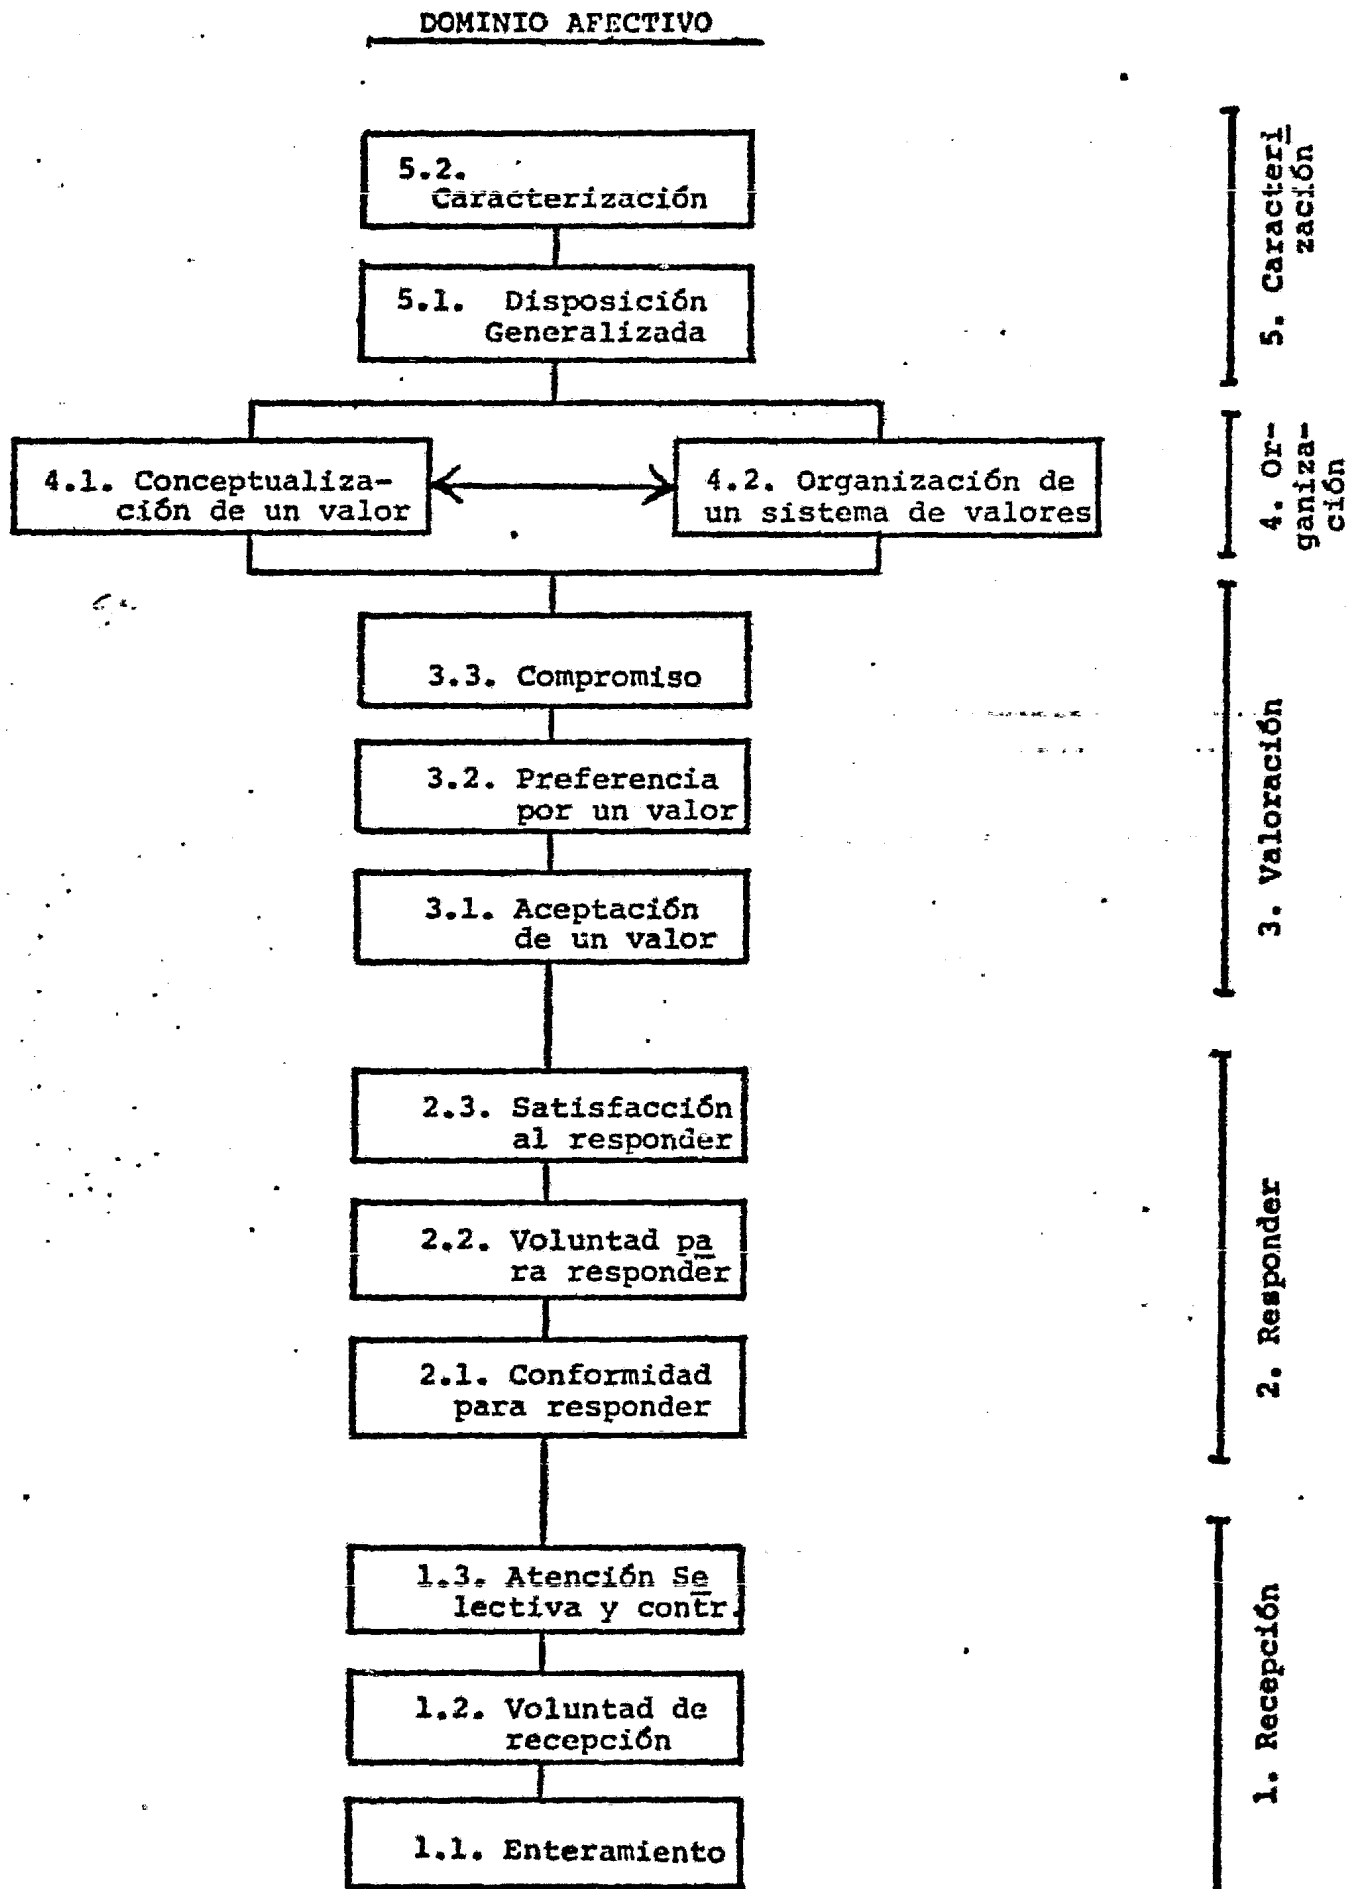 DOMINIO AFECTIVO
5.2.
Caracterización
5.1. Disposición
Generalizada
4.1. Conceptualiza-
ción de un valor
4.2. Organización de
un sistema de valores
3.3. Compromiso
3.2. Preferencia
por un valor
3.1. Aceptación
de un valor
2.3. Satisfacción
al responder
2.2. Voluntad pa
ra responder
2.1. Conformidad
para responder
1.3. Atención Se
lectiva y contr.
1.2. Voluntad de
recepción
1.1. Enteramiento
5. Caracteri
zación
4. Or-
ganiza-
ción
3. Valoración
2. Responder
1. Recepción